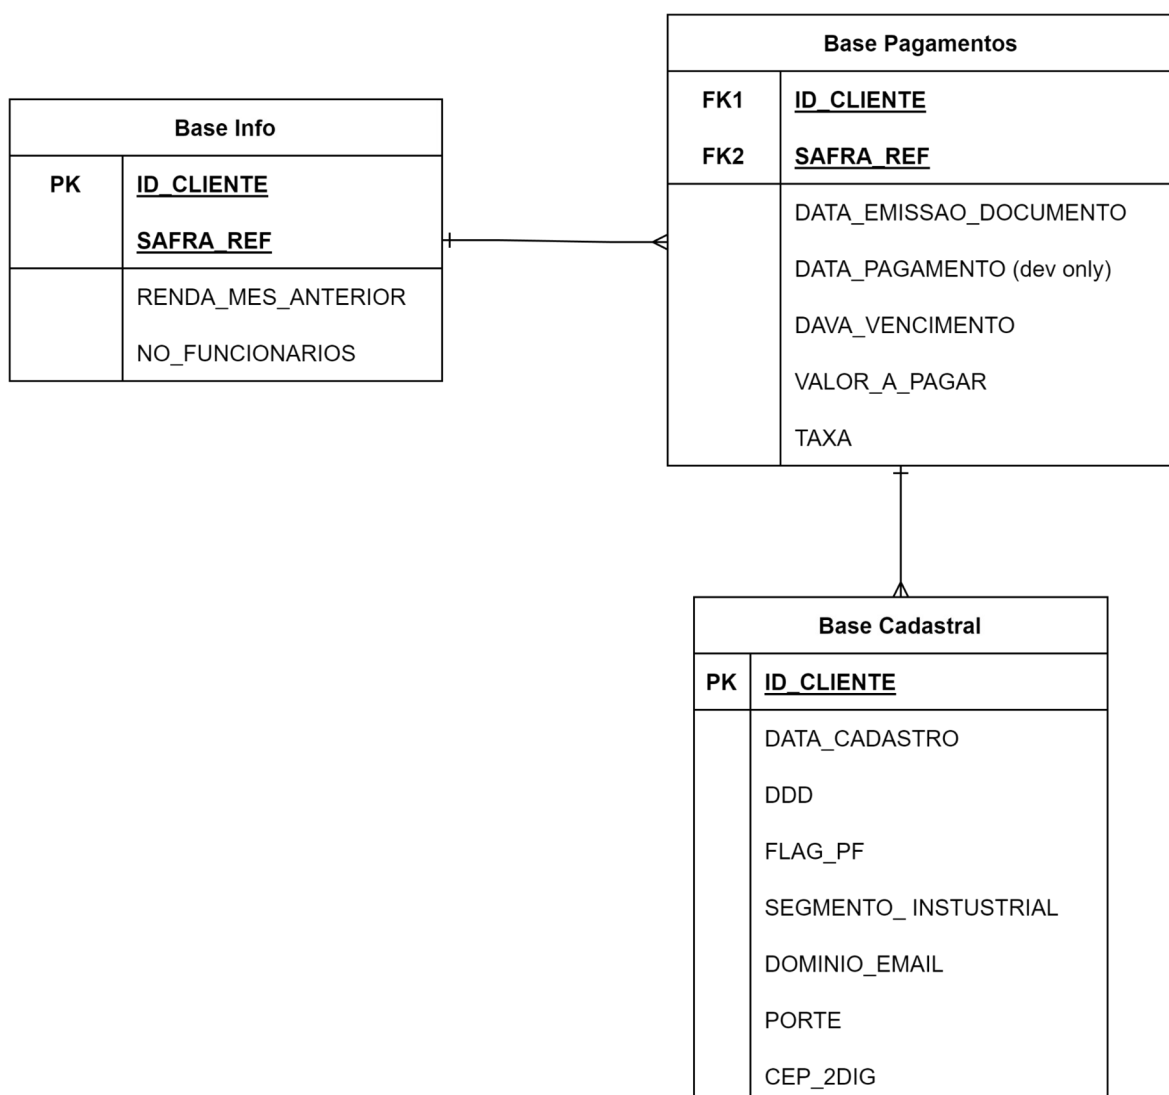 Base Info
PK ID_CLIENTE
SAFRA_REF
RENDA_MES_ANTERIOR
NO_FUNCIONARIOS
Base Pagamentos
FK1 ID_CLIENTE
FK2 SAFRA_REF
DATA_EMISSAO_DOCUMENTO
DATA_PAGAMENTO (dev only)
DAVA_VENCIMENTO
VALOR_A_PAGAR
TAXA
Base Cadastral
PK ID_CLIENTE
DATA_CADASTRO
DDD
FLAG_PF
SEGMENTO_ INSTUSTRIAL
DOMINIO_EMAIL
PORTE
CEP_2DIG